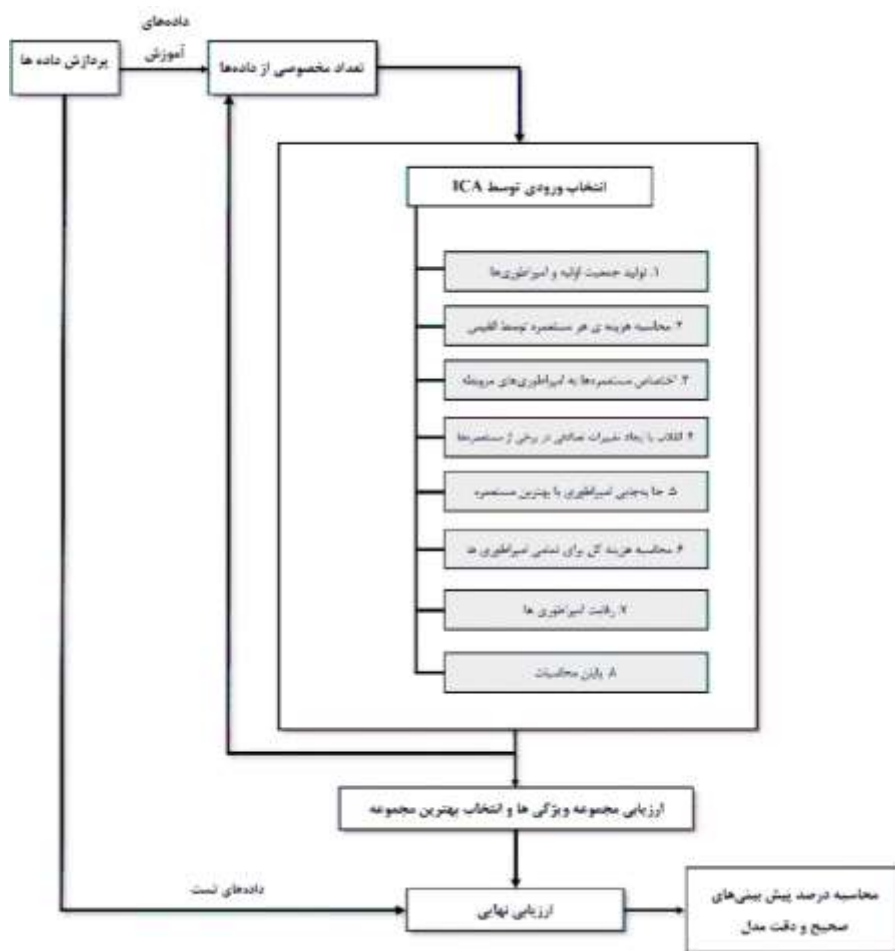 داده‌های
آموزش
پردازش داده ها
تعداد مخصوصی از داده‌ها
انتخاب ورودی توسط ICA
۱. تولید جمعیت اولیه و امپراطوری‌ها
۲. محاسبه هزینه ی هر مستعمره توسط
۳. اختصاص مستعمره‌ها به امپراطوری‌های مربوطه
۴. انقلاب با ایجاد تغییرات تصادفی در برخی از مستعمره‌ها
۵. جا به‌جایی امپراطوری با بهترین مستعمره
۶. محاسبه هزینه کل برای تمامی امپراطوری ها
۷. رقابت امپراطوری ها
۸. پایان محاسبات
ارزیابی مجموعه ویژگی ها و انتخاب بهترین مجموعه
داده‌های تست
ارزیابی نهایی
محاسبه درصد پیش بینی‌های
صحیح و دقت مدل